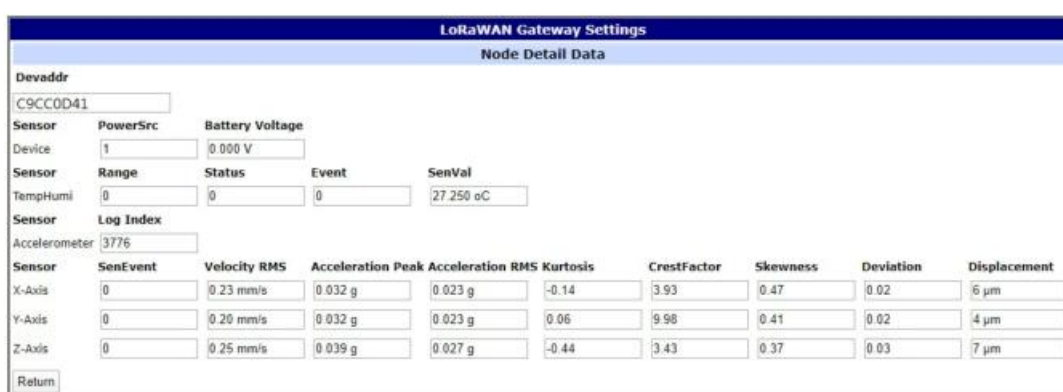 LoRaWAN Gateway Settings
Node Detail Data
Devaddr
C9CC0D41
Sensor PowerSrc Battery Voltage
Device 1 0.000 V
Sensor Range Status Event SenVal
TempHumi 0 0 0 27.250 oC
Sensor Log Index
Accelerometer 3776
Sensor SenEvent Velocity RMS Acceleration Peak Acceleration RMS Kurtosis CrestFactor Skewness Deviation Displacement
X-Axis 0 0.23 mm/s 0.032 g 0.023 g -0.14 3.93 0.47 0.02 6 µm
Y-Axis 0 0.20 mm/s 0.032 g 0.023 g 0.06 9.98 0.41 0.02 4 µm
Z-Axis 0 0.25 mm/s 0.039 g 0.027 g -0.44 3.43 0.37 0.03 7 µm
Return